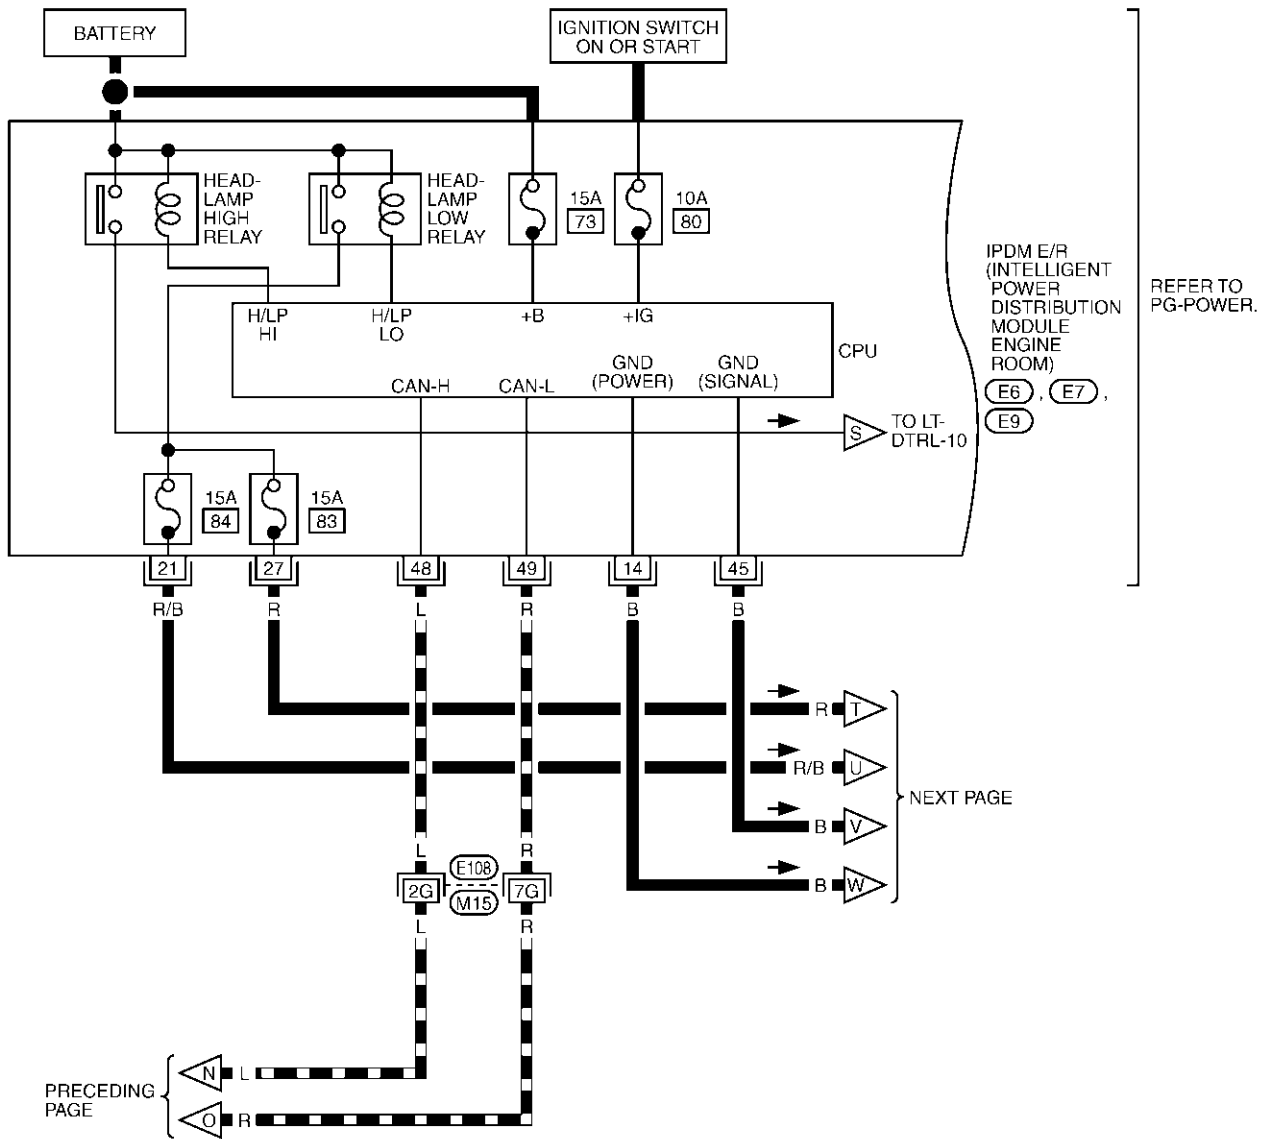 BATTERY
IGNITION SWITCH
ON OR START
HEAD-
LAMP
HIGH
RELAY
HEAD-
LAMP
LOW
RELAY
15A
73
10A
80
IPDM E/R
(INTELLIGENT
POWER
DISTRIBUTION
MODULE
ENGINE
ROOM)
E6 , E7 ,
E9
REFER TO
PG-POWER.
H/LP
HI
H/LP
LO
+B
+IG
CPU
CAN-H
CAN-L
GND
(POWER)
GND
(SIGNAL)
S
TO LT-
DTRL-10
15A
84
15A
83
21
27
48
49
14
45
R/B
R
L
R
B
B
R
T
R/B
U
B
V
B
W
NEXT PAGE
L
R
E108
2G
7G
M15
L
R
N
L
O
R
PRECEDING
PAGE